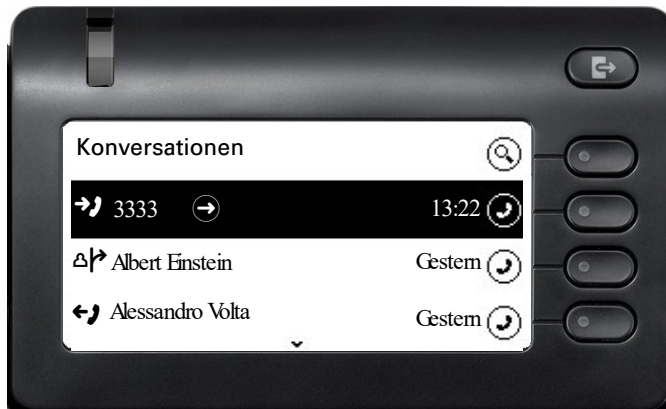 Konversationen
3333 13:22
Albert Einstein Gestern
Alessandro Volta Gestern